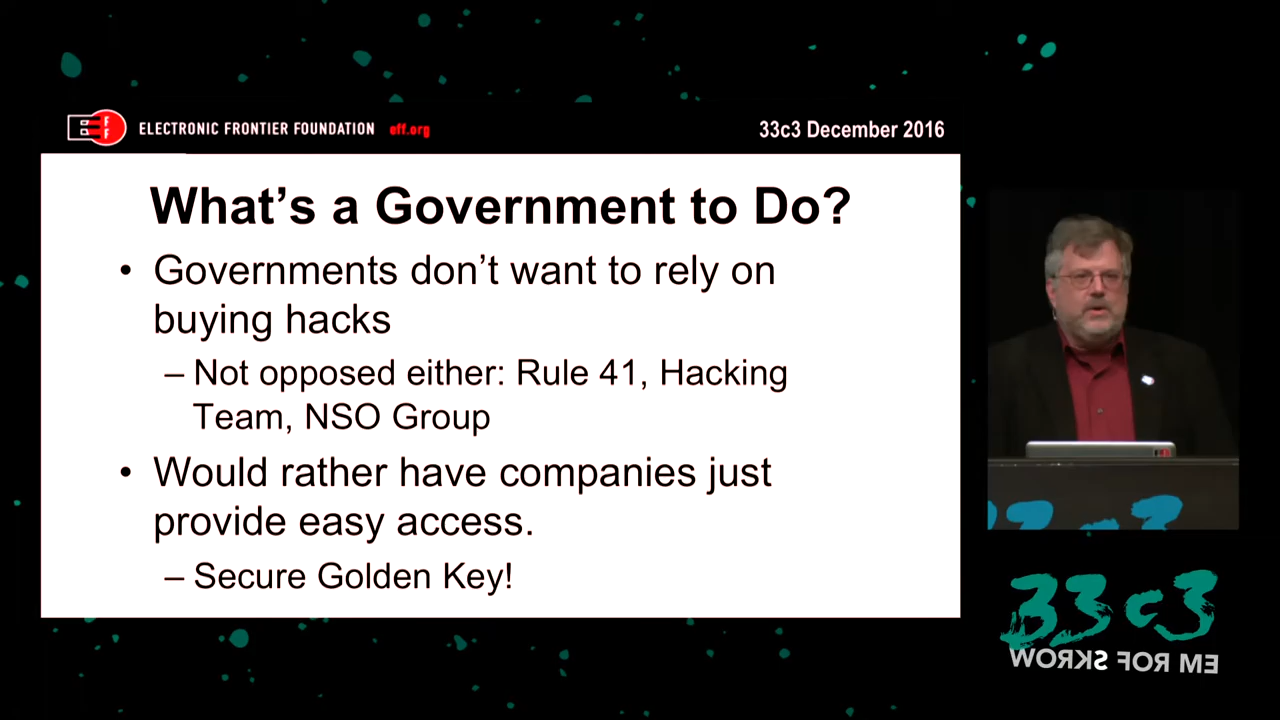 EFF
ELECTRONIC FRONTIER FOUNDATION eff.org
33c3 December 2016
What's a Government to Do?
• Governments don't want to rely on
buying hacks
– Not opposed either: Rule 41, Hacking
Team, NSO Group
• Would rather have companies just
provide easy access.
– Secure Golden Key!
33c3
WORKS FOR ME